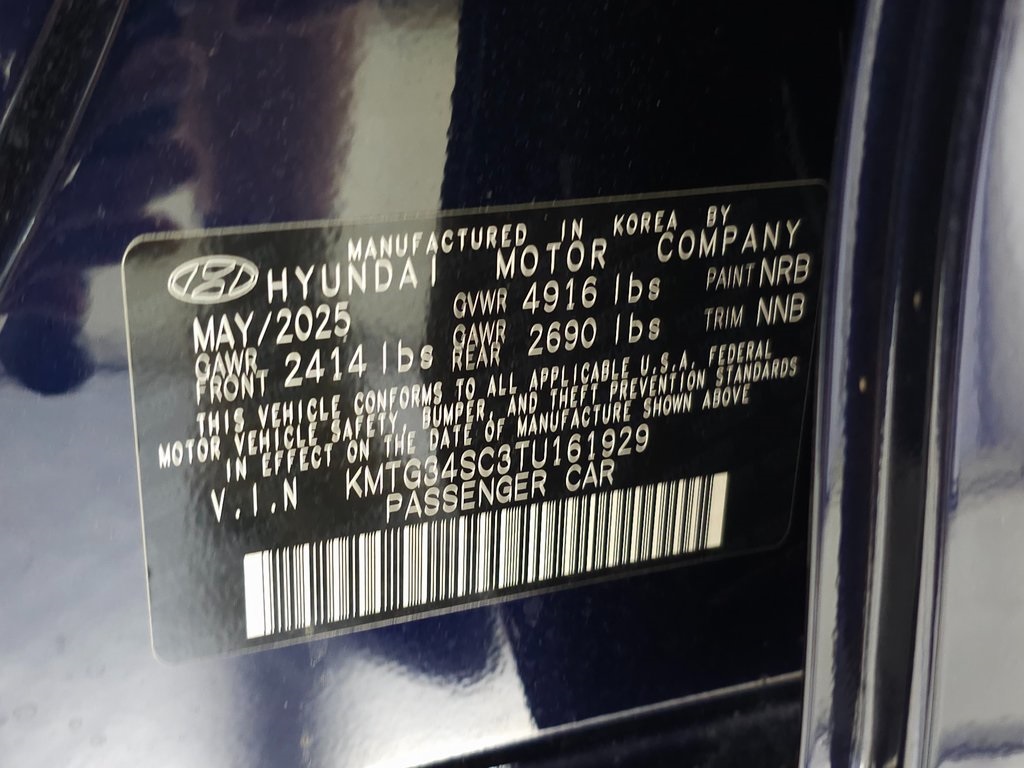 MANUFACTURED IN KOREA BY
HYUNDAI MOTOR COMPANY
MAY/2025 GVWR 4916 lbs PAINT NRB
GAWR FRONT 2414 lbs GAWR REAR 2690 lbs TRIM NNB
THIS VEHICLE CONFORMS TO ALL APPLICABLE U.S.A. FEDERAL
MOTOR VEHICLE SAFETY, BUMPER, AND THEFT PREVENTION STANDARDS
IN EFFECT ON THE DATE OF MANUFACTURE SHOWN ABOVE
V.I.N KMTG34SC3TU161929
PASSENGER CAR